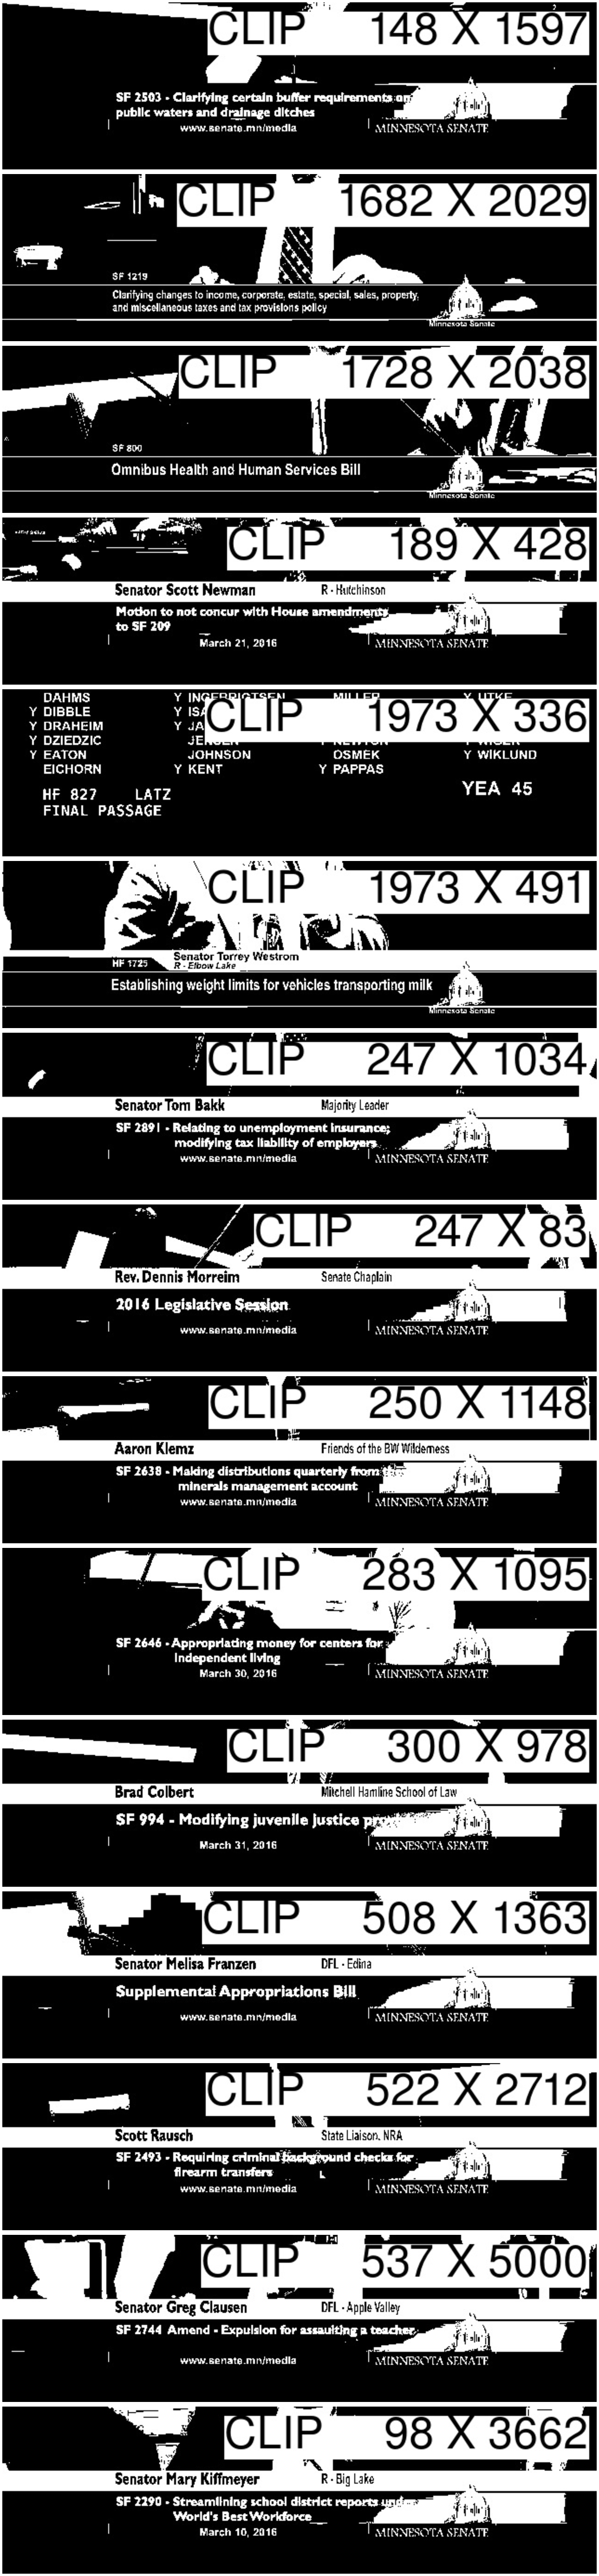 CLIP 148 X 1597
SF 2503 - Clarifying certain buffer requirements on
public waters and drainage ditches
www.senate.mn/media
MINNESOTA SENATE
CLIP 1682 X 2029
SF 1219
Clarifying changes to income, corporate, estate, special, sales, property,
and miscellaneous taxes and tax provisions policy
Minnesota Senate
CLIP 1728 X 2038
SF 800
Omnibus Health and Human Services Bill
Minnesota Senate
CLIP 189 X 428
Senator Scott Newman R - Hutchinson
Motion to not concur with House amendments
to SF 209
March 21, 2016 MINNESOTA SENATE
CLIP 1973 X 336
DAHMS Y INGEBRIGTSEN MILLER Y UTKE
Y DIBBLE Y
Y DRAHEIM Y
Y DZIEDZIC JENSEN Y NEWTON Y WIGER
Y EATON JOHNSON OSMEK Y WIKLUND
EICHORN Y KENT Y PAPPAS
YEA 45
HF 827 LATZ
FINAL PASSAGE
CLIP 1973 X 491
Senator Torrey Westrom
HF 1725 R - Elbow Lake
Establishing weight limits for vehicles transporting milk
Minnesota Senate
CLIP 247 X 1034
Senator Tom Bakk Majority Leader
SF 2891 - Relating to unemployment insurance;
modifying tax liability of employers
www.senate.mn/media MINNESOTA SENATE
CLIP 247 X 83
Rev. Dennis Morreim Senate Chaplain
2016 Legislative Session
www.senate.mn/media MINNESOTA SENATE
CLIP 250 X 1148
Aaron Klemz Friends of the BW Wilderness
SF 2638 - Making distributions quarterly from
minerals management account
www.senate.mn/media MINNESOTA SENATE
CLIP 283 X 1095
SF 2646 - Appropriating money for centers for
independent living
March 30, 2016 MINNESOTA SENATE
CLIP 300 X 978
Brad Colbert Mitchell Hamline School of Law
SF 994 - Modifying juvenile justice
March 31, 2016 MINNESOTA SENATE
CLIP 508 X 1363
Senator Melisa Franzen DFL - Edina
Supplemental Appropriations Bill
www.senate.mn/media MINNESOTA SENATE
CLIP 522 X 2712
Scott Rausch State Liaison, NRA
SF 2493 - Requiring criminal background checks for
firearm transfers
www.senate.mn/media MINNESOTA SENATE
CLIP 537 X 5000
Senator Greg Clausen DFL - Apple Valley
SF 2744 Amend - Expulsion for assaulting a teacher
www.senate.mn/media MINNESOTA SENATE
CLIP 98 X 3662
Senator Mary Kiffmeyer R - Big Lake
SF 2290 - Streamlining school district reports under
World's Best Workforce
March 10, 2016 MINNESOTA SENATE